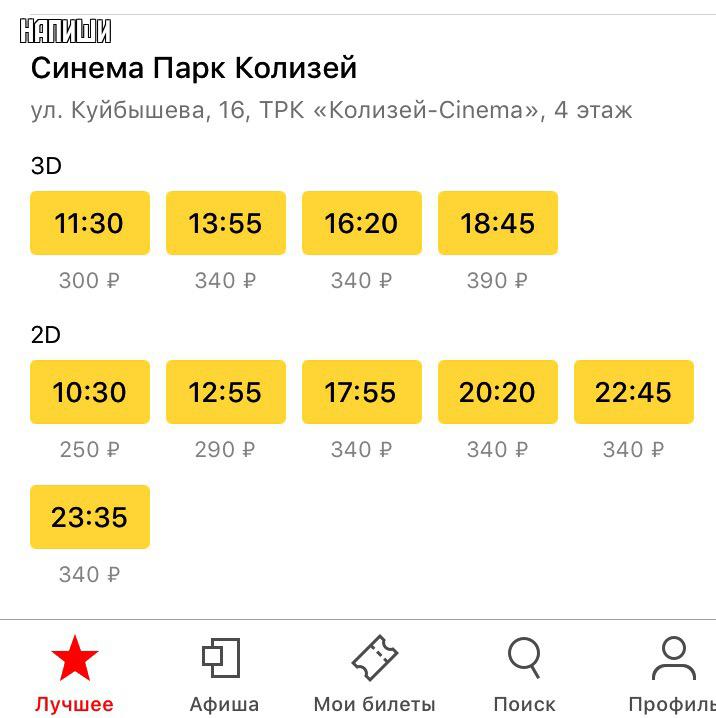 НАПИШИ
Синема Парк Колизей
ул. Куйбышева, 16, ТРК «Колизей-Cinema», 4 этаж
3D
11:30 13:55 16:20 18:45
300 ₽ 340 ₽ 340 ₽ 390 ₽
2D
10:30 12:55 17:55 20:20 22:45
250 ₽ 290 ₽ 340 ₽ 340 ₽ 340 ₽
23:35
340 ₽
Лучшее Афиша Мои билеты Поиск Профиль